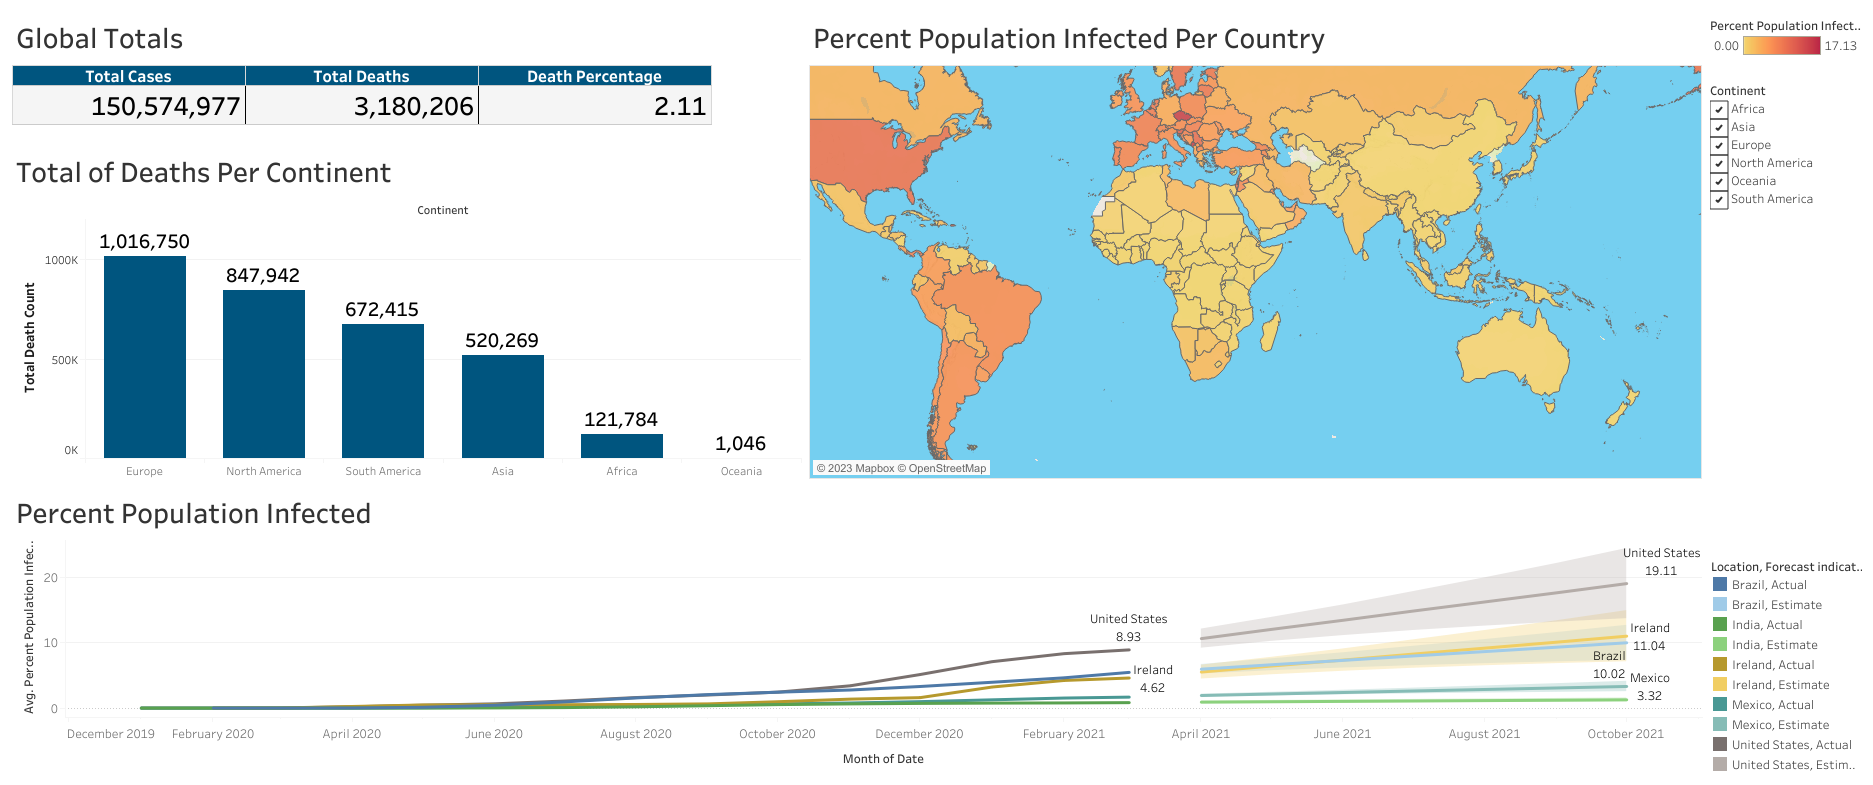 Global Totals
Total Cases Total Deaths Death Percentage
150,574,977 3,180,206 2.11
Total of Deaths Per Continent
Continent
Total Death Count
1000K
500K
0K
1,016,750
847,942
672,415
520,269
121,784
1,046
Europe North America South America Asia Africa Oceania
Percent Population Infected Per Country
© 2023 Mapbox © OpenStreetMap
Percent Population Infect..
0.00 17.13
Continent
Africa
Asia
Europe
North America
Oceania
South America
Percent Population Infected
Avg. Percent Population Infec..
20
10
0
United States
8.93
Ireland
4.62
United States
19.11
Ireland
11.04
Brazil
10.02
Mexico
3.32
December 2019 February 2020 April 2020 June 2020 August 2020 October 2020 December 2020 February 2021 April 2021 June 2021 August 2021 October 2021
Month of Date
Location, Forecast indicat..
Brazil, Actual
Brazil, Estimate
India, Actual
India, Estimate
Ireland, Actual
Ireland, Estimate
Mexico, Actual
Mexico, Estimate
United States, Actual
United States, Estim..